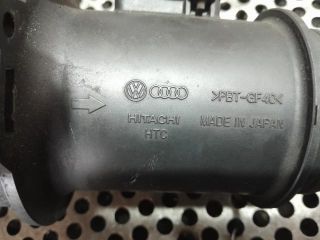 >PBT-GF40<
HITACHI
MADE IN JAPAN
HTC